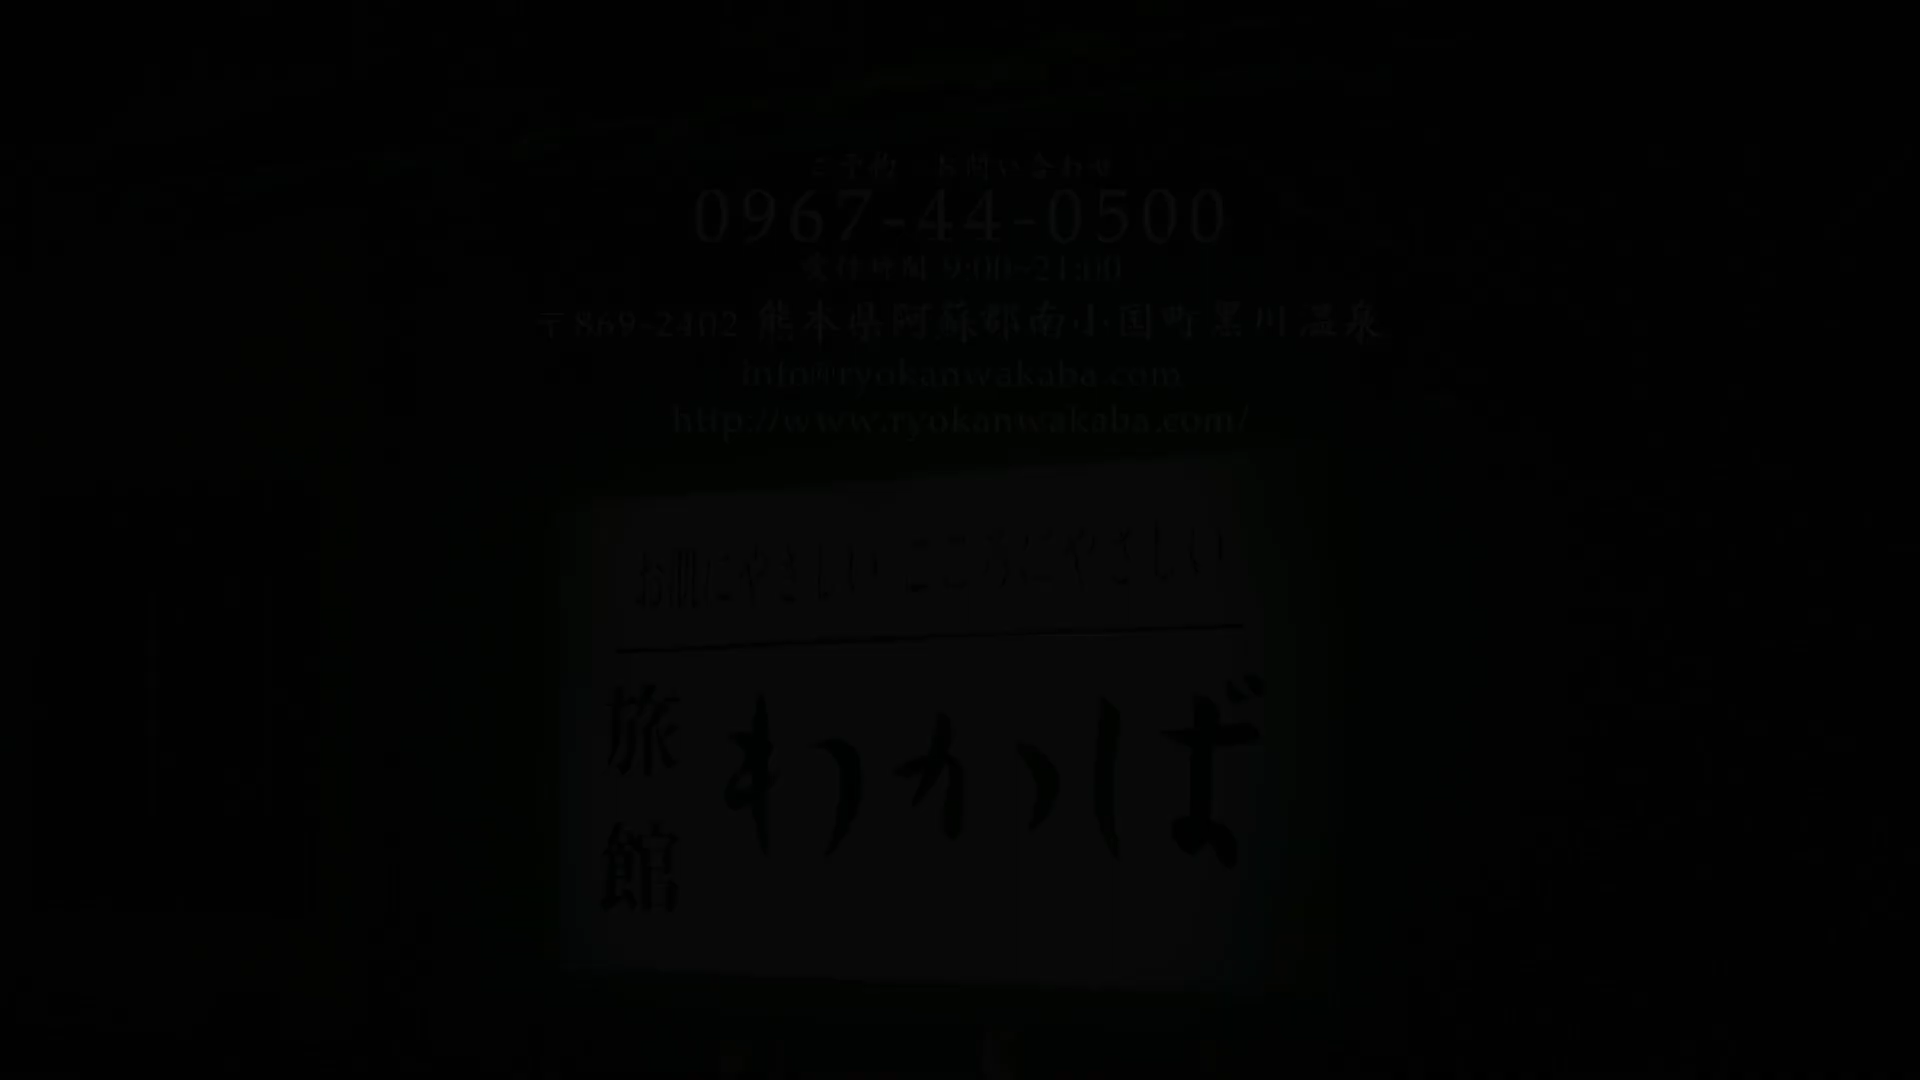 ご予約・お問い合わせ
0967-44-0500
受付時間 9:00~21:00
〒869-2402 熊本県阿蘇郡南小国町黒川温泉
info@ryokanwakaba.com
http://www.ryokanwakaba.com/
お肌にやさしい こころにやさしい
旅館 わかば